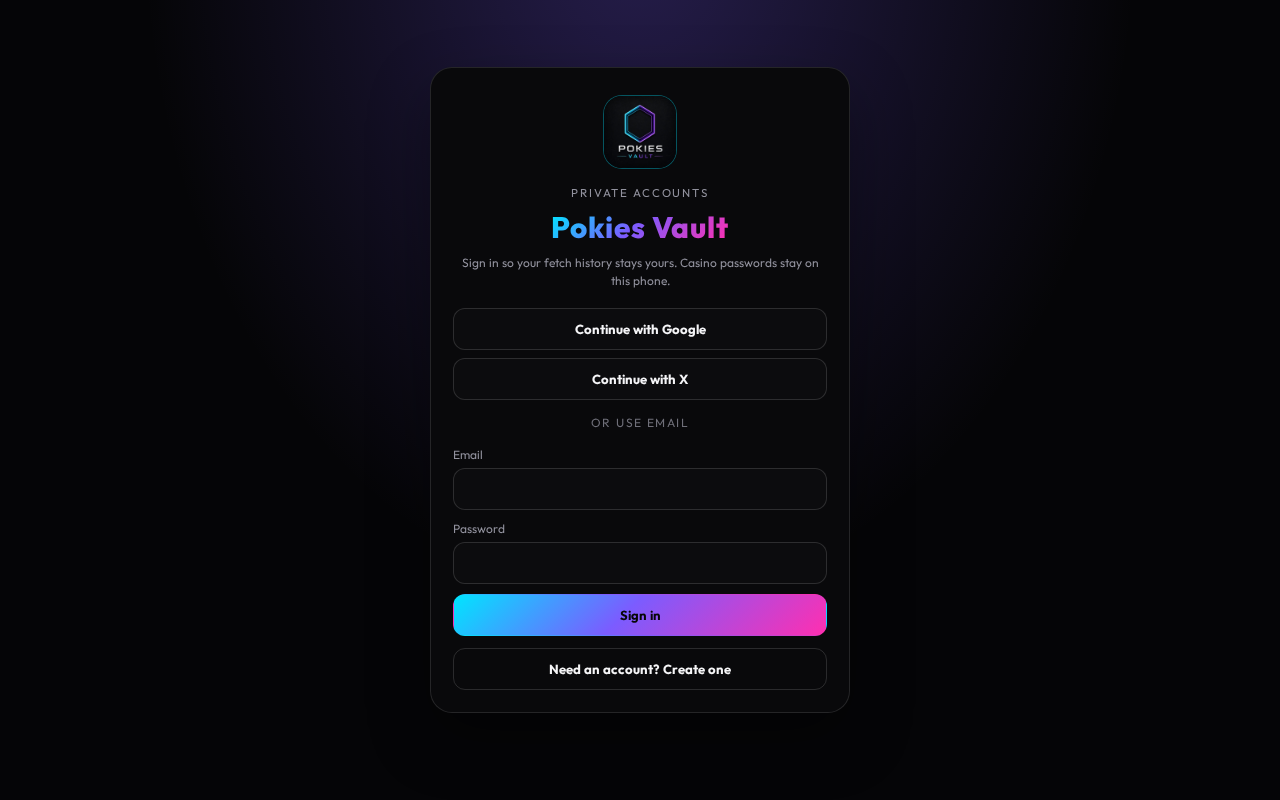 POKIES
VAULT
PRIVATE ACCOUNTS
Pokies Vault
Sign in so your fetch history stays yours. Casino passwords stay on
this phone.
Continue with Google
Continue with X
OR USE EMAIL
Email
Password
Sign in
Need an account? Create one